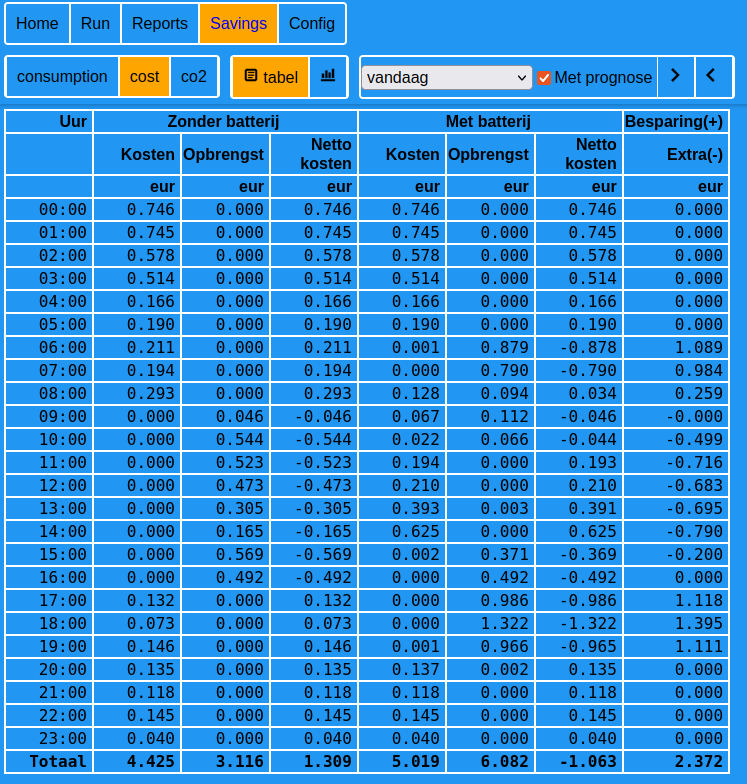 Home Run Reports Savings Config
consumption cost co2 tabel vandaag Met prognose
Uur Zonder batterij Met batterij Besparing(+)
Kosten Opbrengst Netto kosten Kosten Opbrengst Netto kosten Extra(-)
eur eur eur eur eur eur eur
00:00 0.746 0.000 0.746 0.746 0.000 0.746 0.000
01:00 0.745 0.000 0.745 0.745 0.000 0.745 0.000
02:00 0.578 0.000 0.578 0.578 0.000 0.578 0.000
03:00 0.514 0.000 0.514 0.514 0.000 0.514 0.000
04:00 0.166 0.000 0.166 0.166 0.000 0.166 0.000
05:00 0.190 0.000 0.190 0.190 0.000 0.190 0.000
06:00 0.211 0.000 0.211 0.001 0.879 -0.878 1.089
07:00 0.194 0.000 0.194 0.000 0.790 -0.790 0.984
08:00 0.293 0.000 0.293 0.128 0.094 0.034 0.259
09:00 0.000 0.046 -0.046 0.067 0.112 -0.046 -0.000
10:00 0.000 0.544 -0.544 0.022 0.066 -0.044 -0.499
11:00 0.000 0.523 -0.523 0.194 0.000 0.193 -0.716
12:00 0.000 0.473 -0.473 0.210 0.000 0.210 -0.683
13:00 0.000 0.305 -0.305 0.393 0.003 0.391 -0.695
14:00 0.000 0.165 -0.165 0.625 0.000 0.625 -0.790
15:00 0.000 0.569 -0.569 0.002 0.371 -0.369 -0.200
16:00 0.000 0.492 -0.492 0.000 0.492 -0.492 0.000
17:00 0.132 0.000 0.132 0.000 0.986 -0.986 1.118
18:00 0.073 0.000 0.073 0.000 1.322 -1.322 1.395
19:00 0.146 0.000 0.146 0.001 0.966 -0.965 1.111
20:00 0.135 0.000 0.135 0.137 0.002 0.135 0.000
21:00 0.118 0.000 0.118 0.118 0.000 0.118 0.000
22:00 0.145 0.000 0.145 0.145 0.000 0.145 0.000
23:00 0.040 0.000 0.040 0.040 0.000 0.040 0.000
Totaal 4.425 3.116 1.309 5.019 6.082 -1.063 2.372